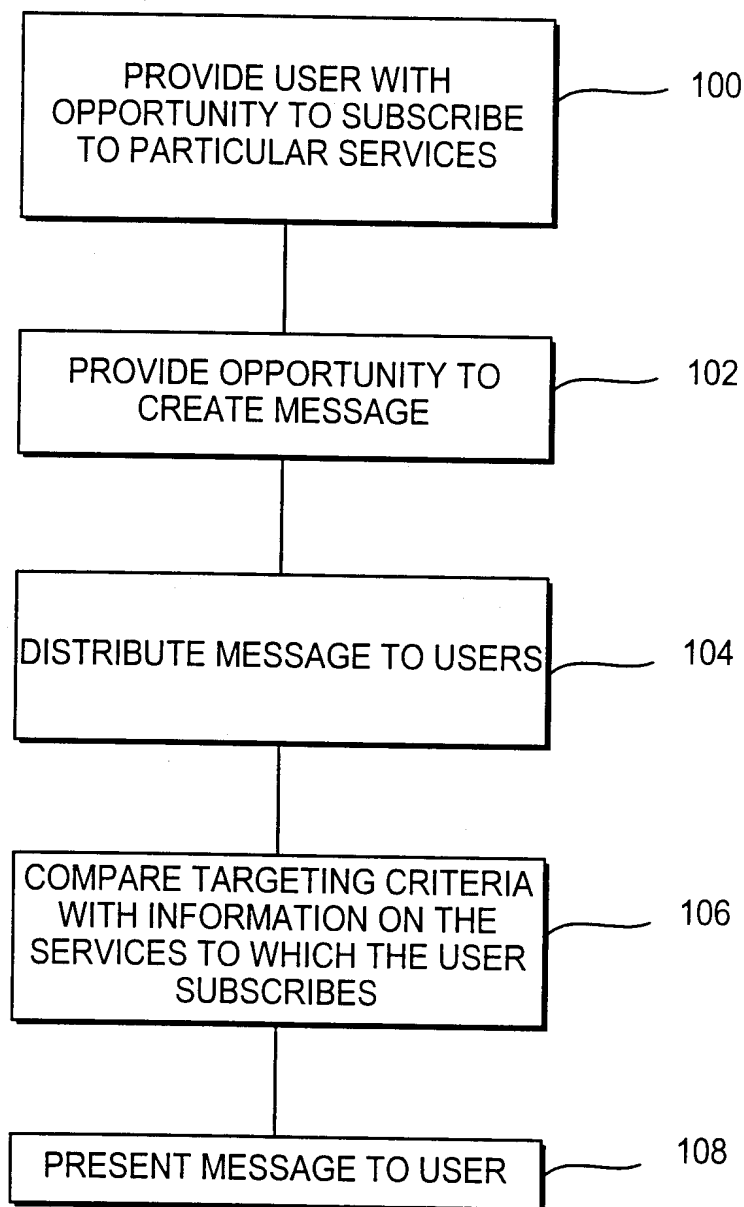 PROVIDE USER WITH
OPPORTUNITY TO SUBSCRIBE
TO PARTICULAR SERVICES
100
PROVIDE OPPORTUNITY TO
CREATE MESSAGE
102
DISTRIBUTE MESSAGE TO USERS
104
COMPARE TARGETING CRITERIA
WITH INFORMATION ON THE
SERVICES TO WHICH THE USER
SUBSCRIBES
106
PRESENT MESSAGE TO USER
108